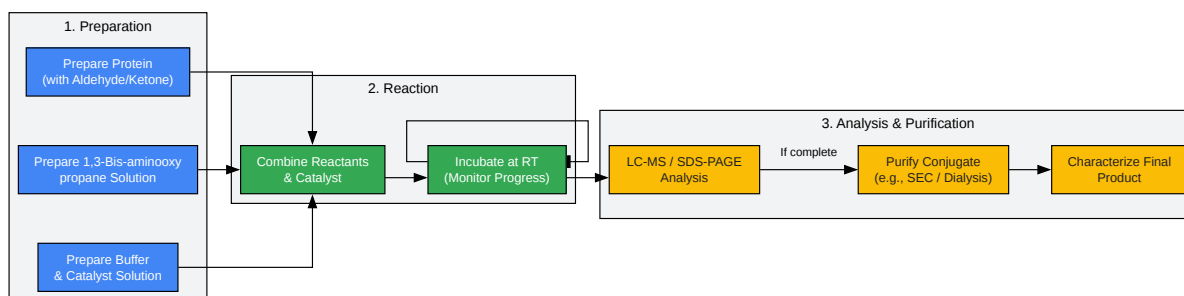 1. Preparation
Prepare Protein
(with Aldehyde/Ketone)
Prepare 1,3-Bis-aminooxy
propane Solution
Prepare Buffer
& Catalyst Solution
2. Reaction
Combine Reactants
& Catalyst
Incubate at RT
(Monitor Progress)
3. Analysis & Purification
LC-MS / SDS-PAGE
Analysis
If complete
Purify Conjugate
(e.g., SEC / Dialysis)
Characterize Final
Product